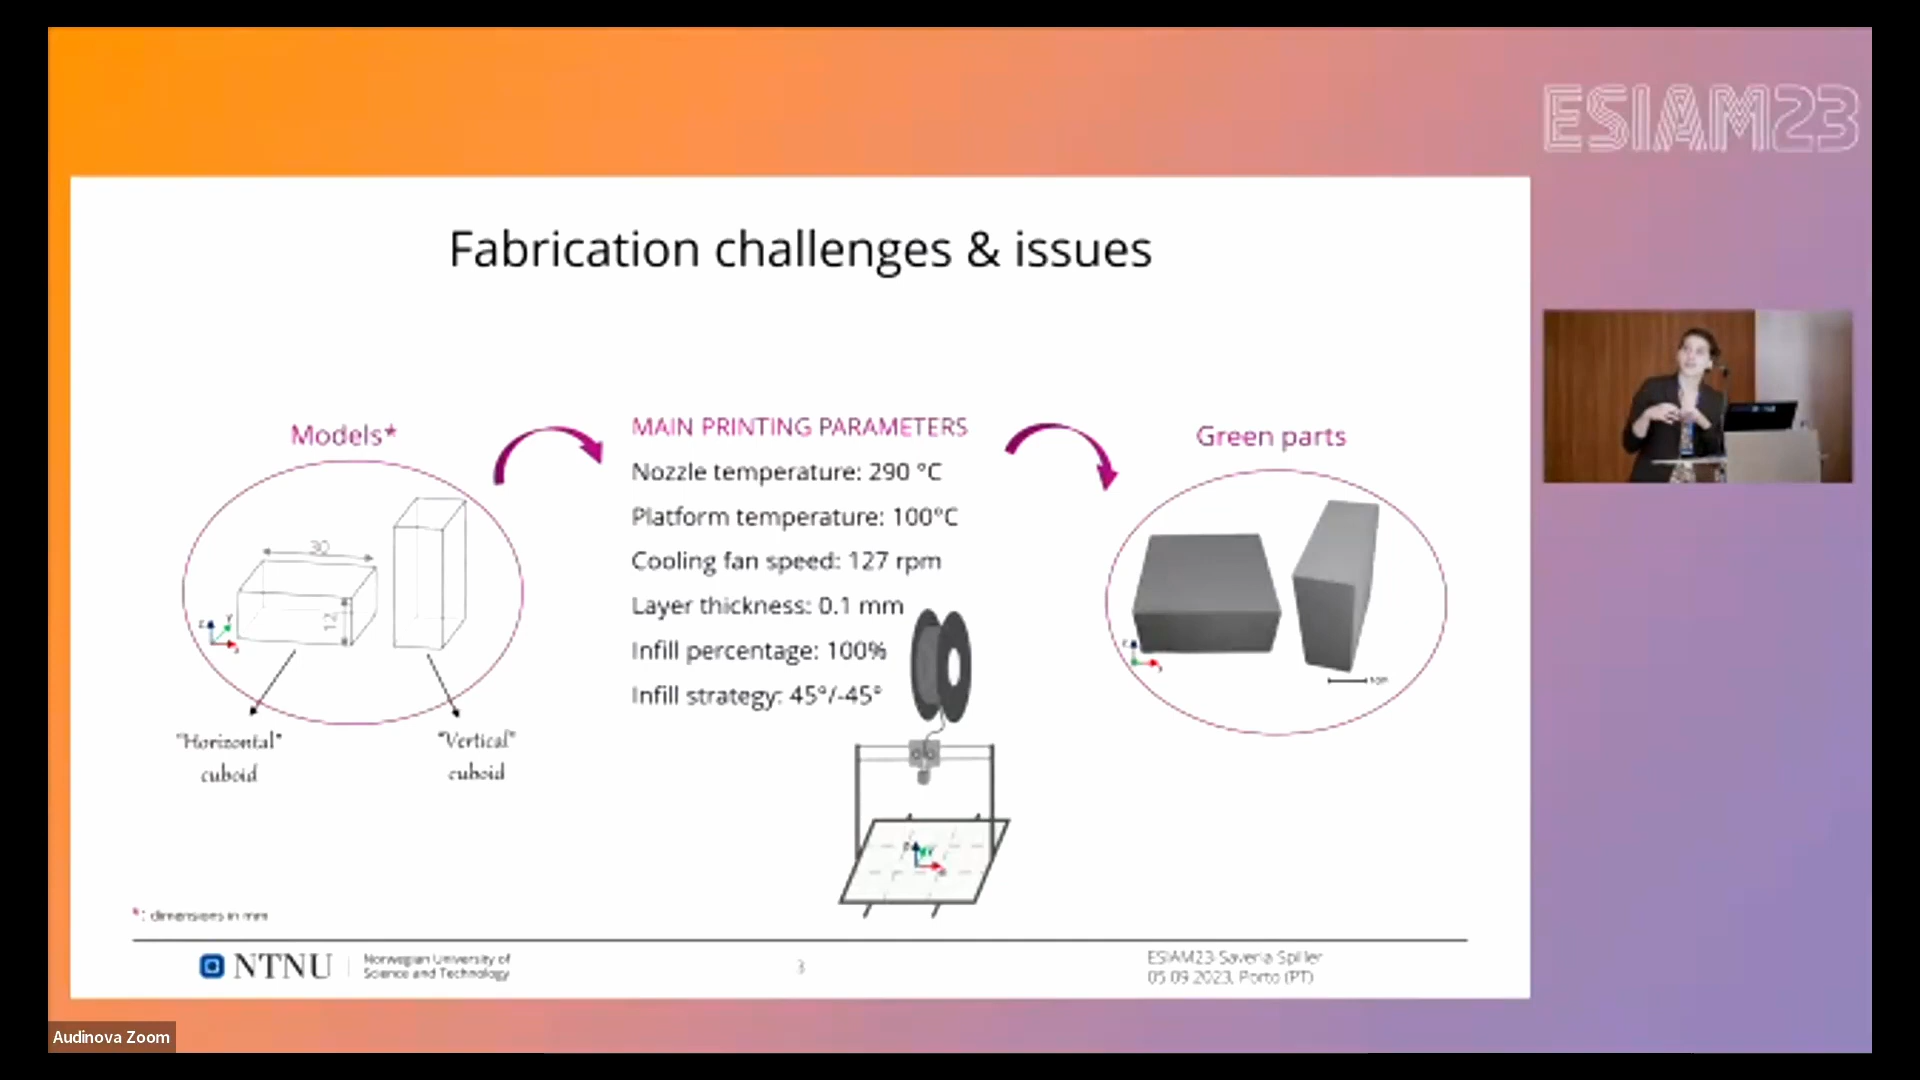 ESIAM23
Fabrication challenges & issues
Models*
30
12
"Horizontal"
cuboid
"Vertical"
cuboid
MAIN PRINTING PARAMETERS
Nozzle temperature: 290 °C
Platform temperature: 100°C
Cooling fan speed: 127 rpm
Layer thickness: 0.1 mm
Infill percentage: 100%
Infill strategy: 45°/-45°
Green parts
*: dimensions in mm
NTNU
Norwegian University of
Science and Technology
3
ESIAM23 Saveria Spiller
05.09.2023, Porto (PT)
Audinova Zoom